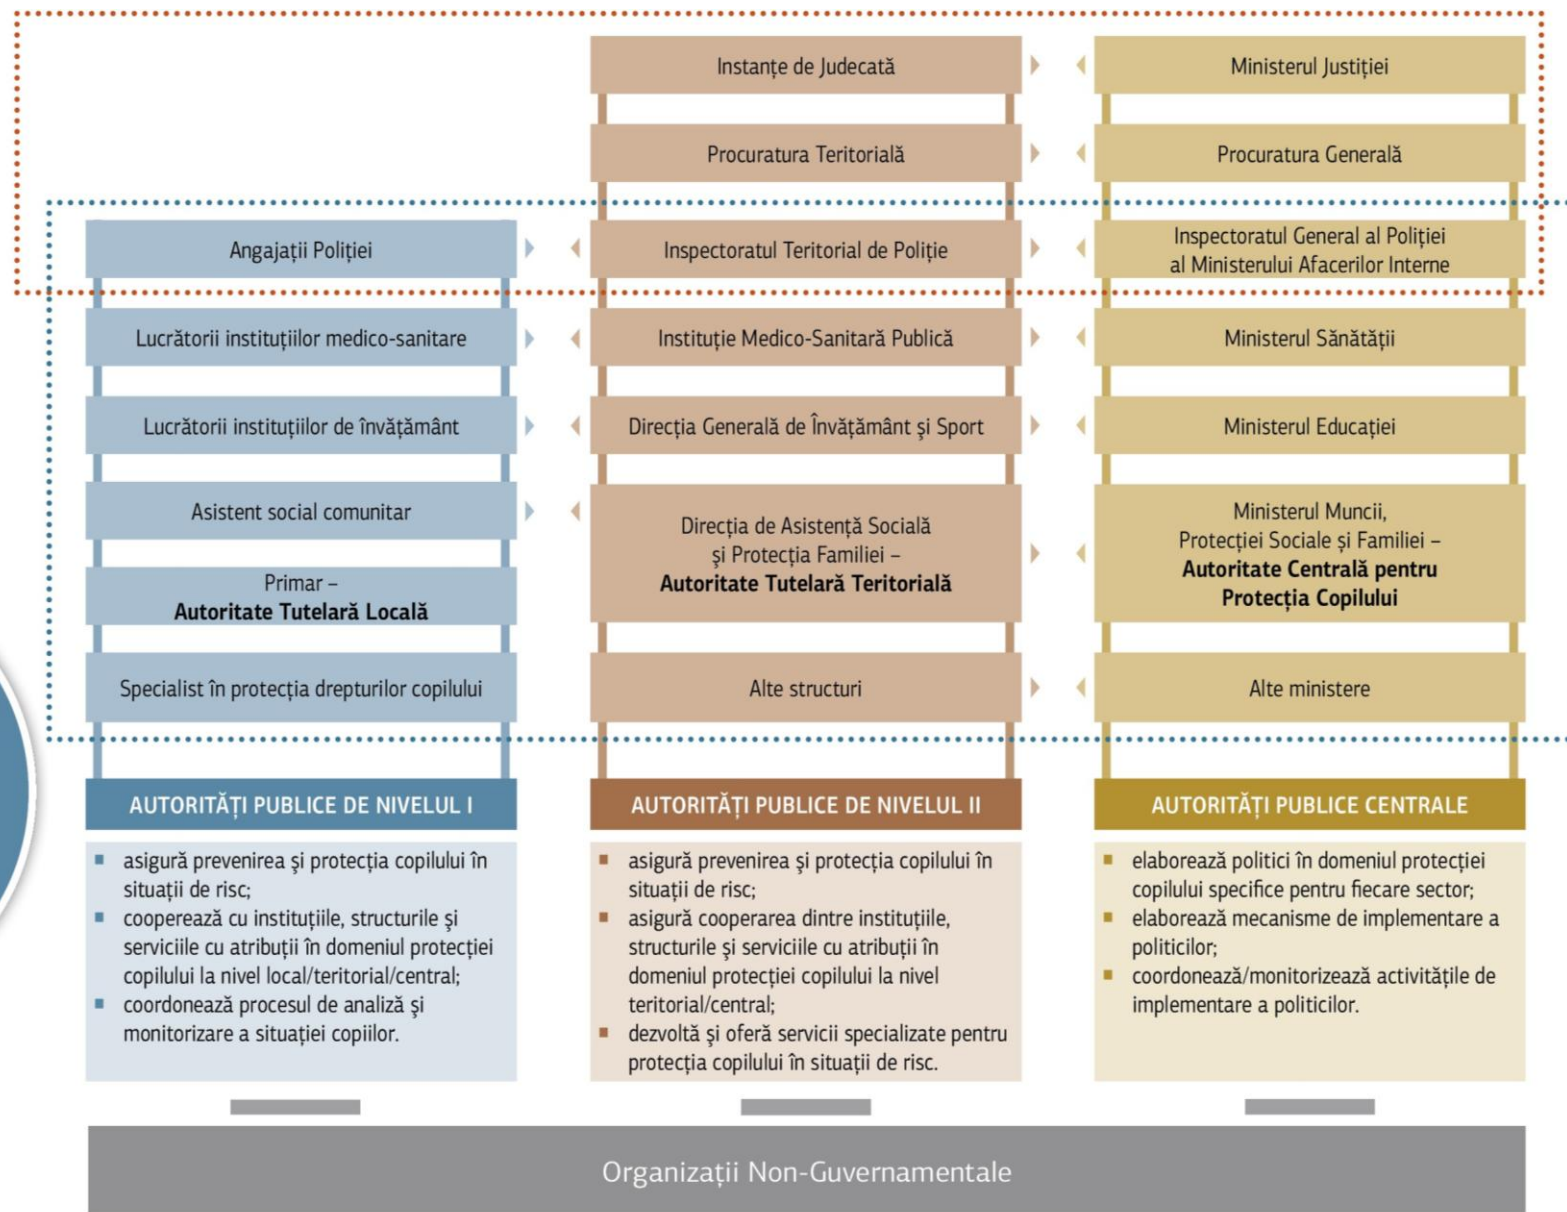 Instanțe de Judecată
Ministerul Justiției
Procuratura Teritorială
Procuratura Generală
Angajații Poliției
Inspectoratul Teritorial de Poliție
Inspectoratul General al Poliției
al Ministerului Afacerilor Interne
Lucrătorii instituțiilor medico-sanitare
Instituție Medico-Sanitară Publică
Ministerul Sănătății
Lucrătorii instituțiilor de învățământ
Direcția Generală de Învățământ și Sport
Ministerul Educației
Asistent social comunitar
Primar –
Autoritate Tutelară Locală
Direcția de Asistență Socială
și Protecția Familiei –
Autoritate Tutelară Teritorială
Ministerul Muncii,
Protecției Sociale și Familiei –
Autoritate Centrală pentru
Protecția Copilului
Specialist în protecția drepturilor copilului
Alte structuri
Alte ministere
AUTORITĂȚI PUBLICE DE NIVELUL I
asigură prevenirea și protecția copilului în
situații de risc;
cooperează cu instituțiile, structurile și
serviciile cu atribuții în domeniul protecției
copilului la nivel local/teritorial/central;
coordonează procesul de analiză și
monitorizare a situației copiilor.
AUTORITĂȚI PUBLICE DE NIVELUL II
asigură prevenirea și protecția copilului în
situații de risc;
asigură cooperarea dintre instituțiile,
structurile și serviciile cu atribuții în
domeniul protecției copilului la nivel
teritorial/central;
dezvoltă și oferă servicii specializate pentru
protecția copilului în situații de risc.
AUTORITĂȚI PUBLICE CENTRALE
elaborează politici în domeniul protecției
copilului specifice pentru fiecare sector;
elaborează mecanisme de implementare a
politicilor;
coordonează/monitorizează activitățile de
implementare a politicilor.
Organizații Non-Guvernamentale